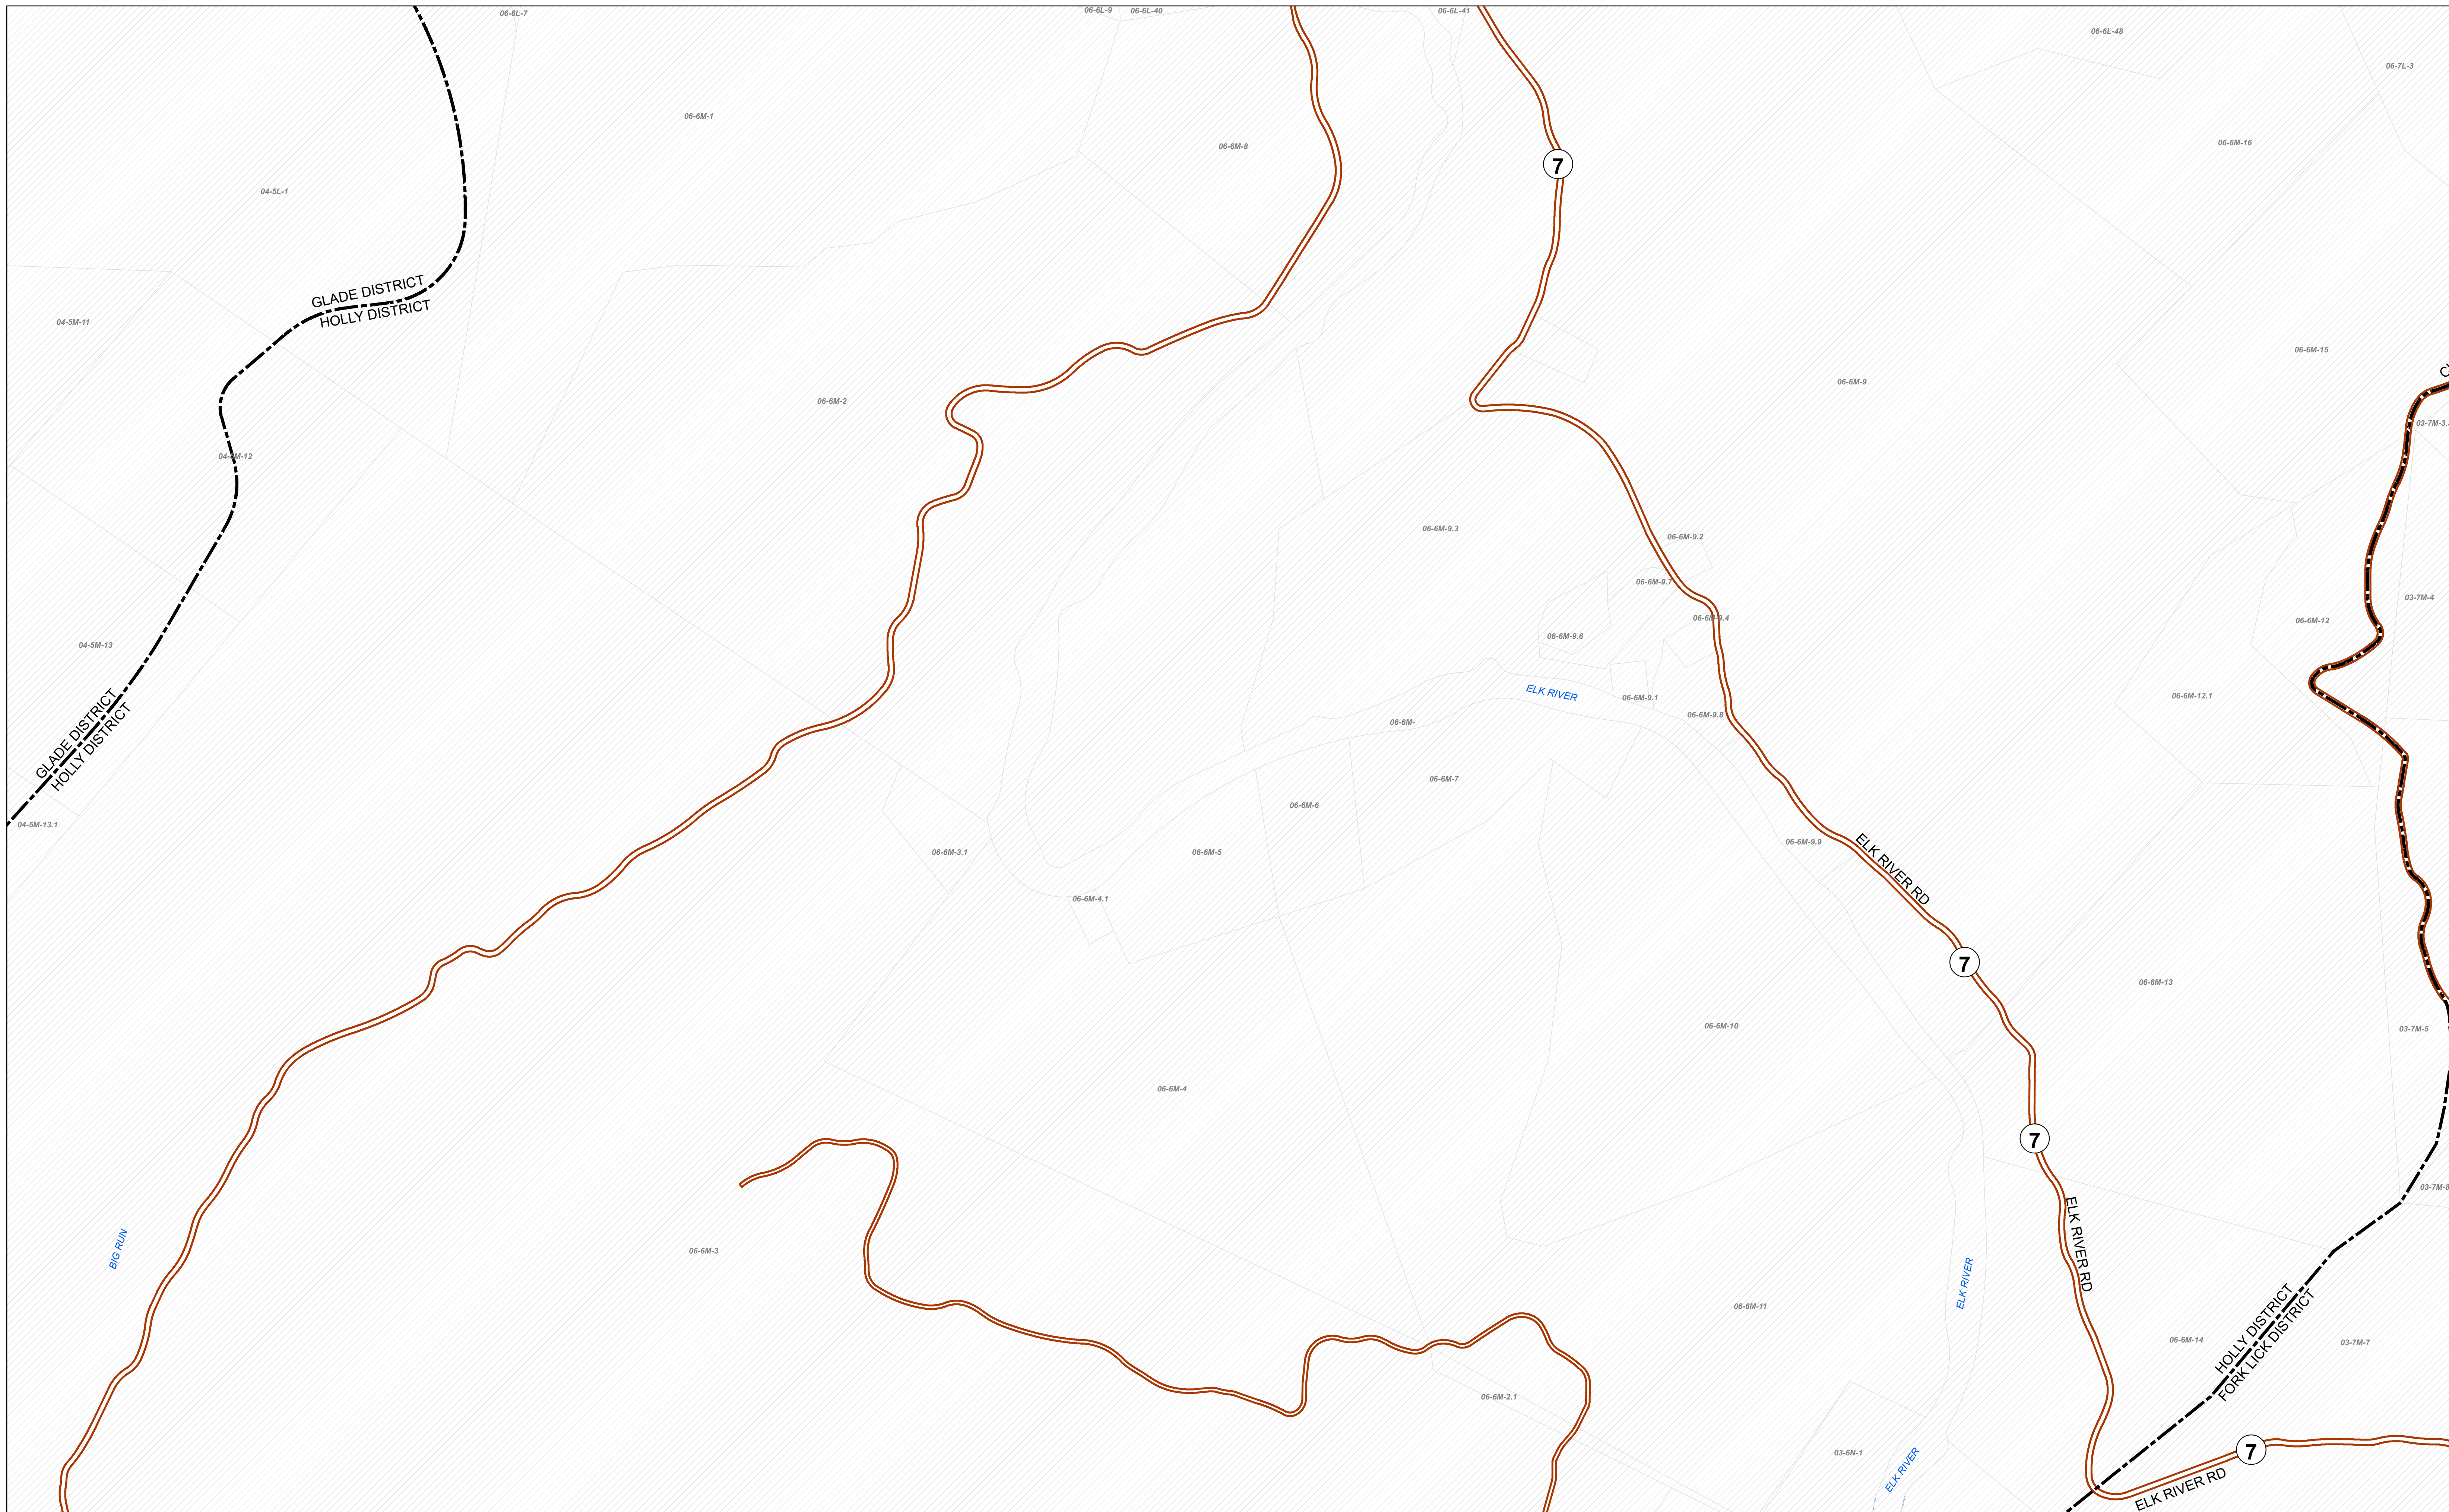 06-6L-7
06-6L-9
06-6L-40
06-6L-41
06-6L-48
06-7L-3
06-6M-1
06-6M-8
06-6M-16
7
04-5L-1
GLADE DISTRICT
HOLLY DISTRICT
04-5M-11
06-6M-15
06-6M-9
06-6M-2
04-5M-12
06-6M-9.3
06-6M-9.2
06-6M-9.7
03-7M-4
06-6M-9.4
06-6M-12
06-6M-9.6
04-5M-13
ELK RIVER
06-6M-9.1
06-6M-12.1
06-6M-9.8
06-6M-
GLADE DISTRICT
HOLLY DISTRICT
06-6M-7
06-6M-6
04-5M-13.1
06-6M-3.1
06-6M-5
06-6M-9.9
ELK RIVER RD
06-6M-4.1
7
06-6M-13
06-6M-10
03-7M-5
06-6M-4
7
03-7M-8
ELK RIVER RD
BIG RUN
06-6M-3
ELK RIVER
06-6M-11
HOLLY DISTRICT
FORK LICK DISTRICT
06-6M-14
03-7M-7
06-6M-2.1
03-6N-1
7
ELK RIVER
ELK RIVER RD